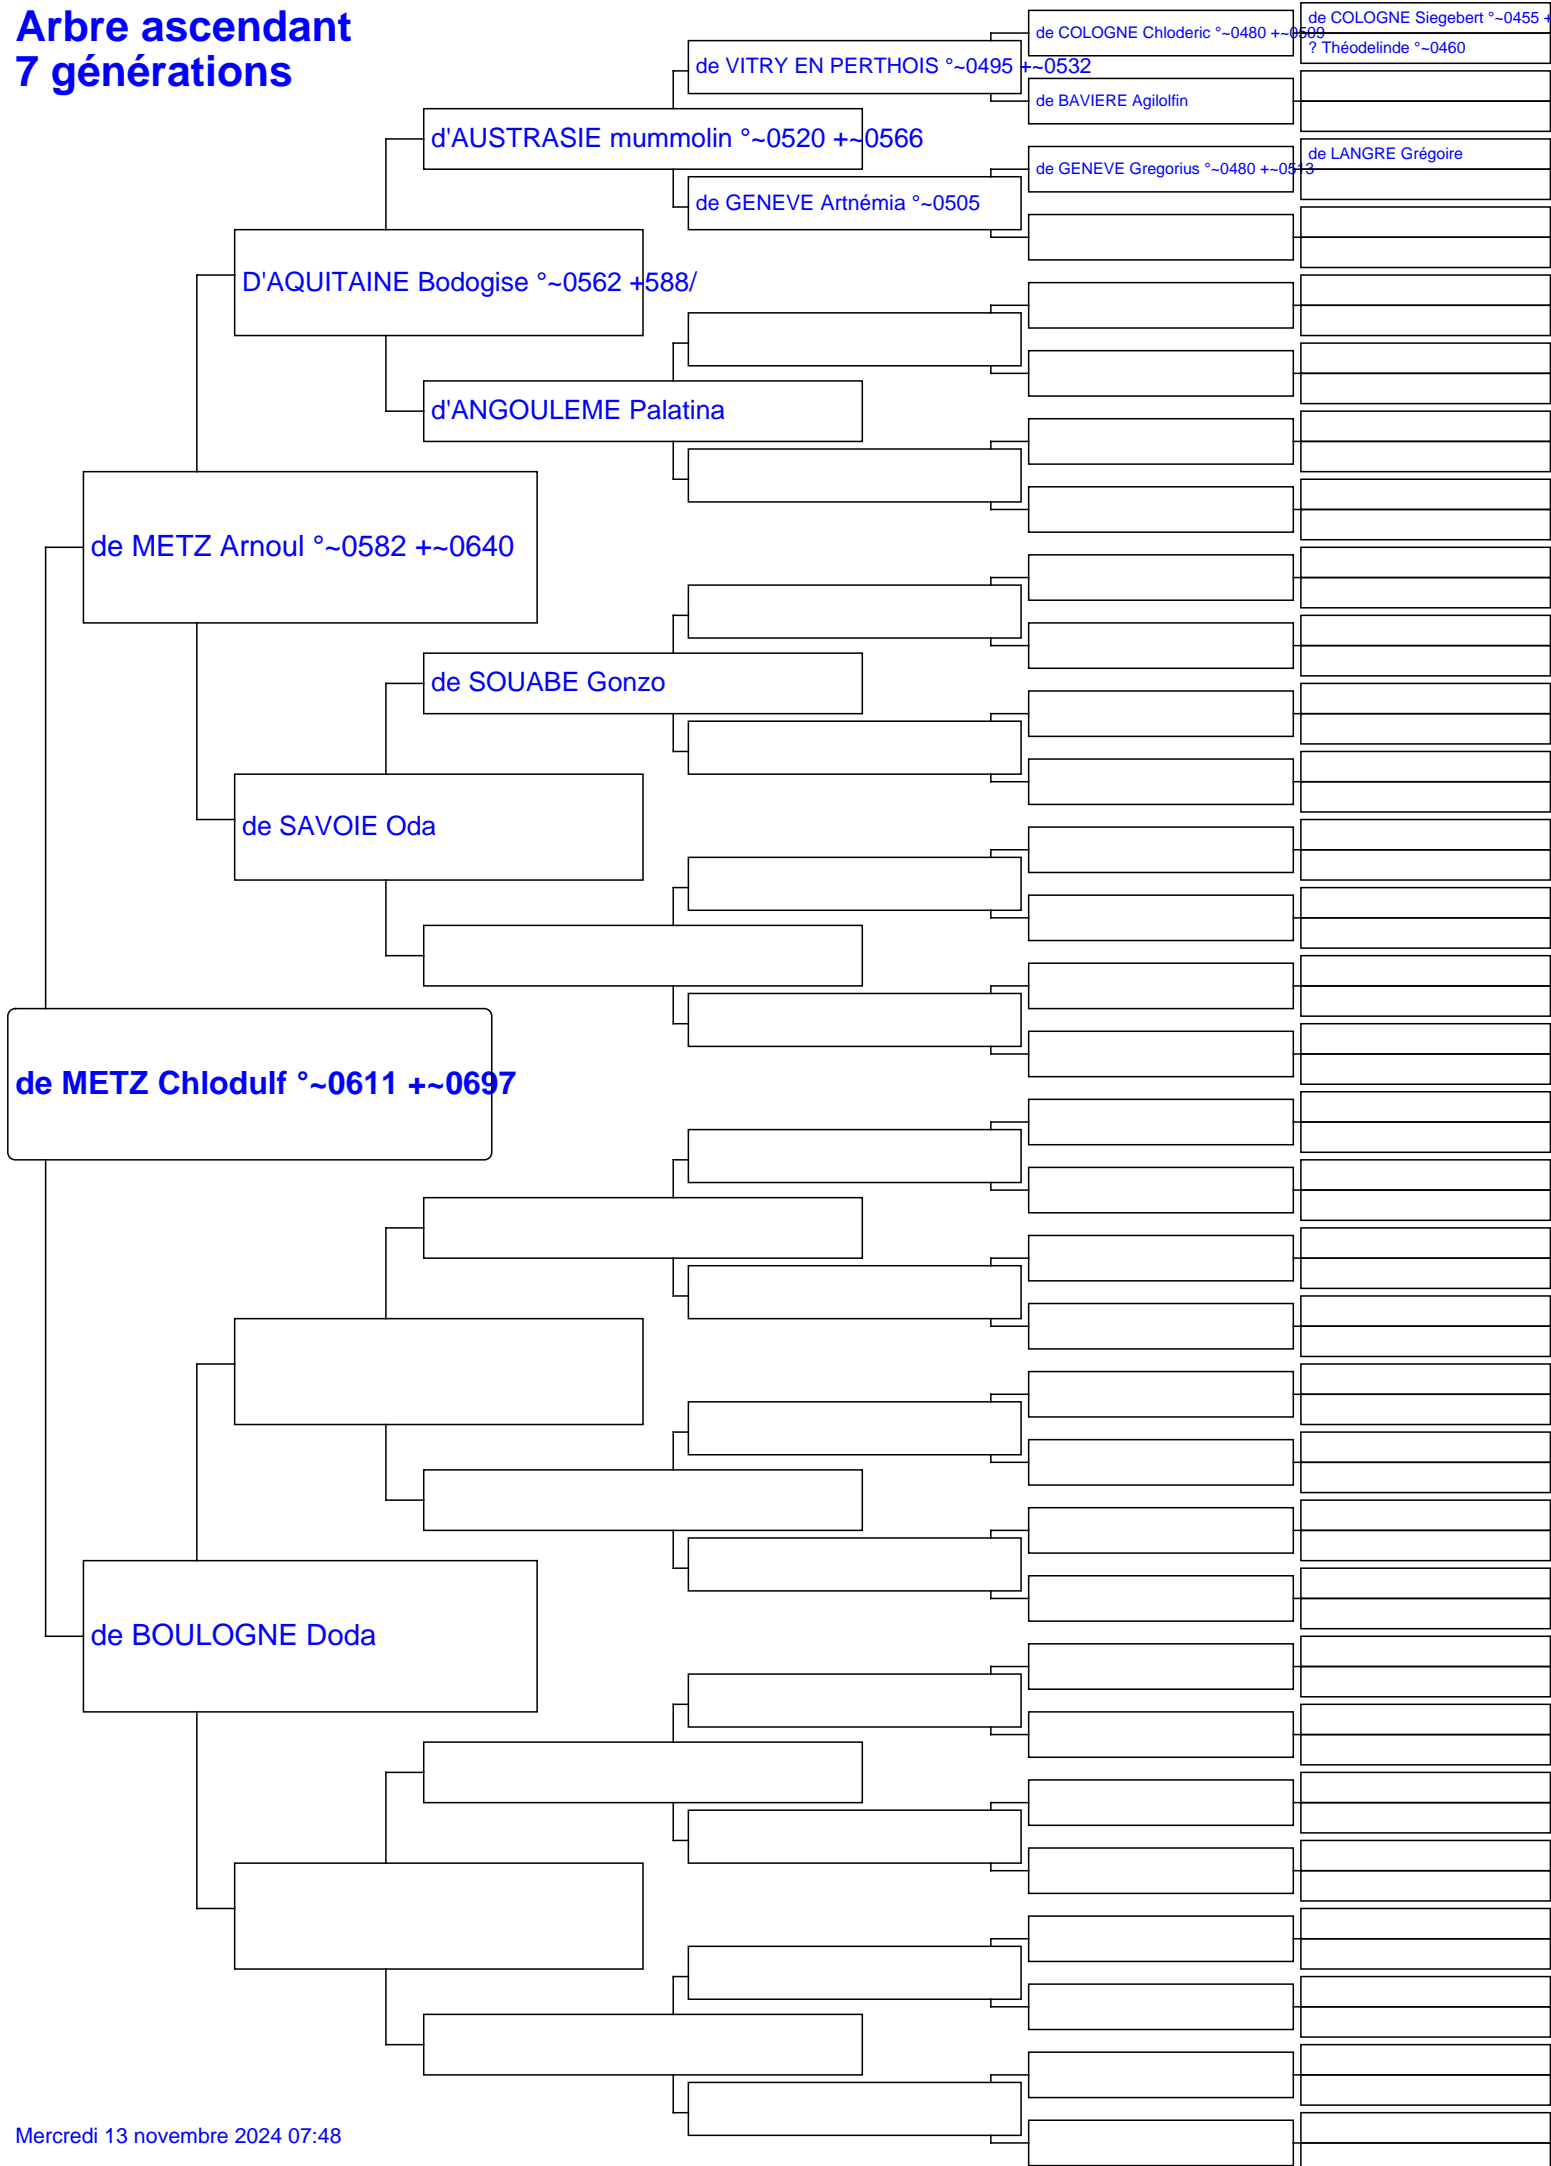 Arbre ascendant
7 générations
de COLOGNE Siegebert °~0455 +
? Théodelinde °~0460
de COLOGNE Chloderic °~0480 +~0509
de VITRY EN PERTHOIS °~0495 +~0532
de BAVIERE Agilolfin
d'AUSTRASIE mummolin °~0520 +~0566
de LANGRE Grégoire
de GENEVE Gregorius °~0480 +~0513
de GENEVE Artnémia °~0505
D'AQUITAINE Bodogise °~0562 +588/
d'ANGOULEME Palatina
de METZ Arnoul °~0582 +~0640
de SOUABE Gonzo
de SAVOIE Oda
de METZ Chlodulf °~0611 +~0697
de BOULOGNE Doda
Mercredi 13 novembre 2024 07:48